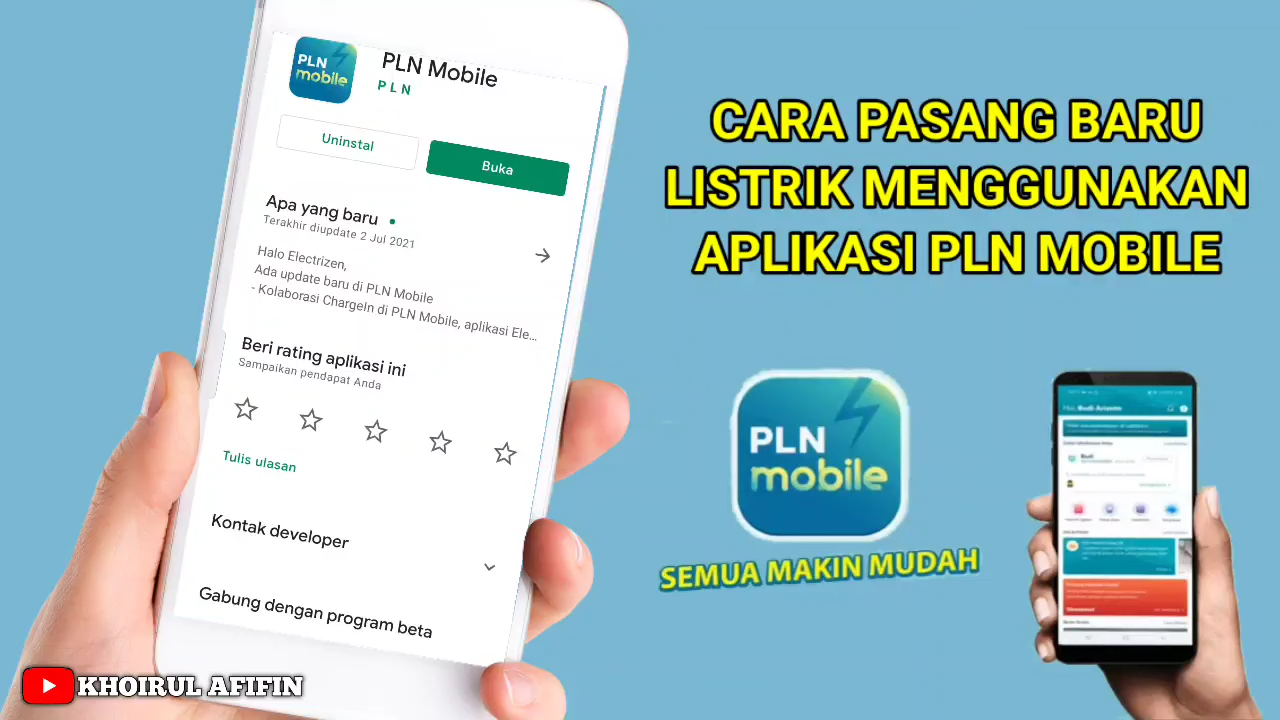 PLN
mobile
PLN Mobile
PLN
Uninstal
Buka
Apa yang baru
Terakhir diupdate 2 Jul 2021
Halo Electrizen,
Ada update baru di PLN Mobile
- Kolaborasi ChargeIn di PLN Mobile, aplikasi Ele...
Beri rating aplikasi ini
Sampaikan pendapat Anda
Tulis ulasan
Kontak developer
Gabung dengan program beta
KHOIRUL AFIFIN
CARA PASANG BARU
LISTRIK MENGGUNAKAN
APLIKASI PLN MOBILE
PLN
mobile
SEMUA MAKIN MUDAH